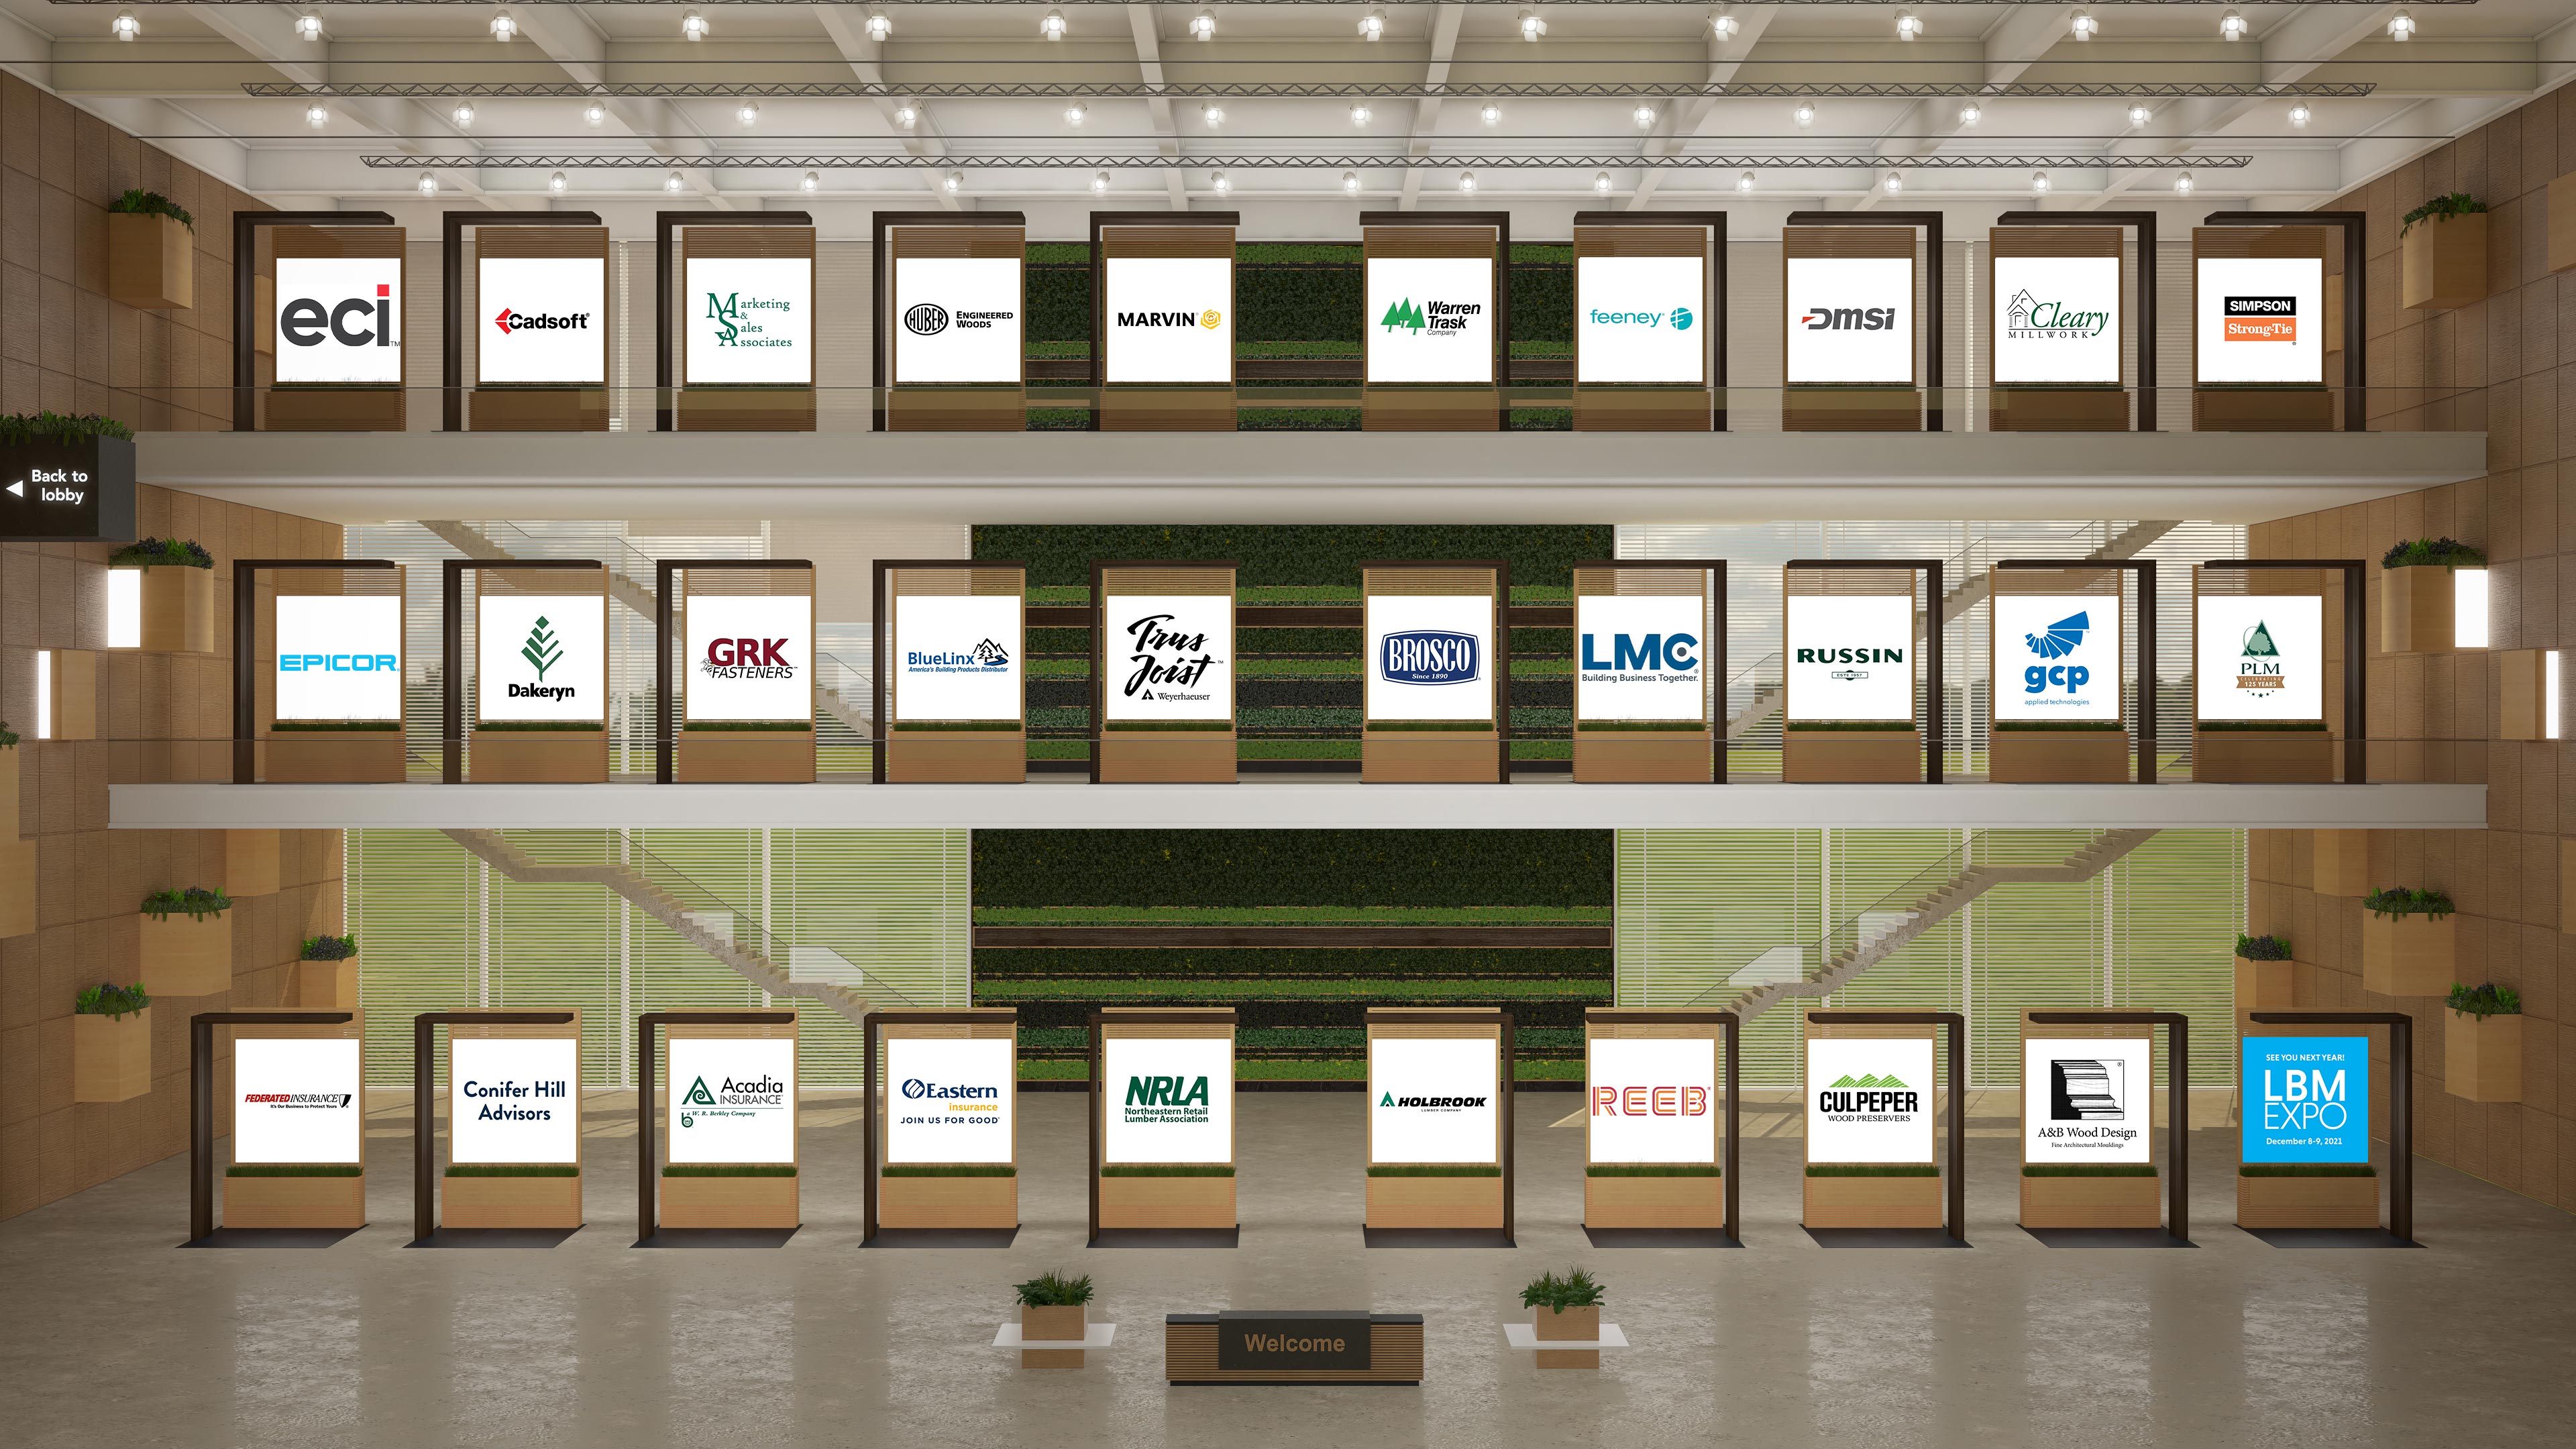 eci
TM
Cadsoft
Marketing
&
Sales
Associates
HUBER
ENGINEERED
WOODS
MARVIN
Warren
Trask
Company
feeney
DMSi
Cleary
MILLWORK
SIMPSON
Strong-Tie
Back to
lobby
EPICOR
Dakeryn
GRK
FASTENERS
BlueLinx
America's Building Products Distributor
Trus
Joist
TM
Weyerhaeuser
BROSCO
Since 1890
LMC
Building Business Together.
RUSSIN
ESTD 1957
gcp
applied technologies
PLM
CELEBRATING
125 YEARS
FEDERATED INSURANCE
It's Our Business to Protect Yours
Conifer Hill
Advisors
Acadia
INSURANCE
a W. R. Berkley Company
Eastern
insurance
JOIN US FOR GOOD
NRLA
Northeastern Retail
Lumber Association
HOLBROOK
LUMBER COMPANY
REEB
CULPEPER
WOOD PRESERVERS
A&B Wood Design
Fine Architectural Mouldings
SEE YOU NEXT YEAR!
LBM
EXPO
December 8-9, 2021
Welcome